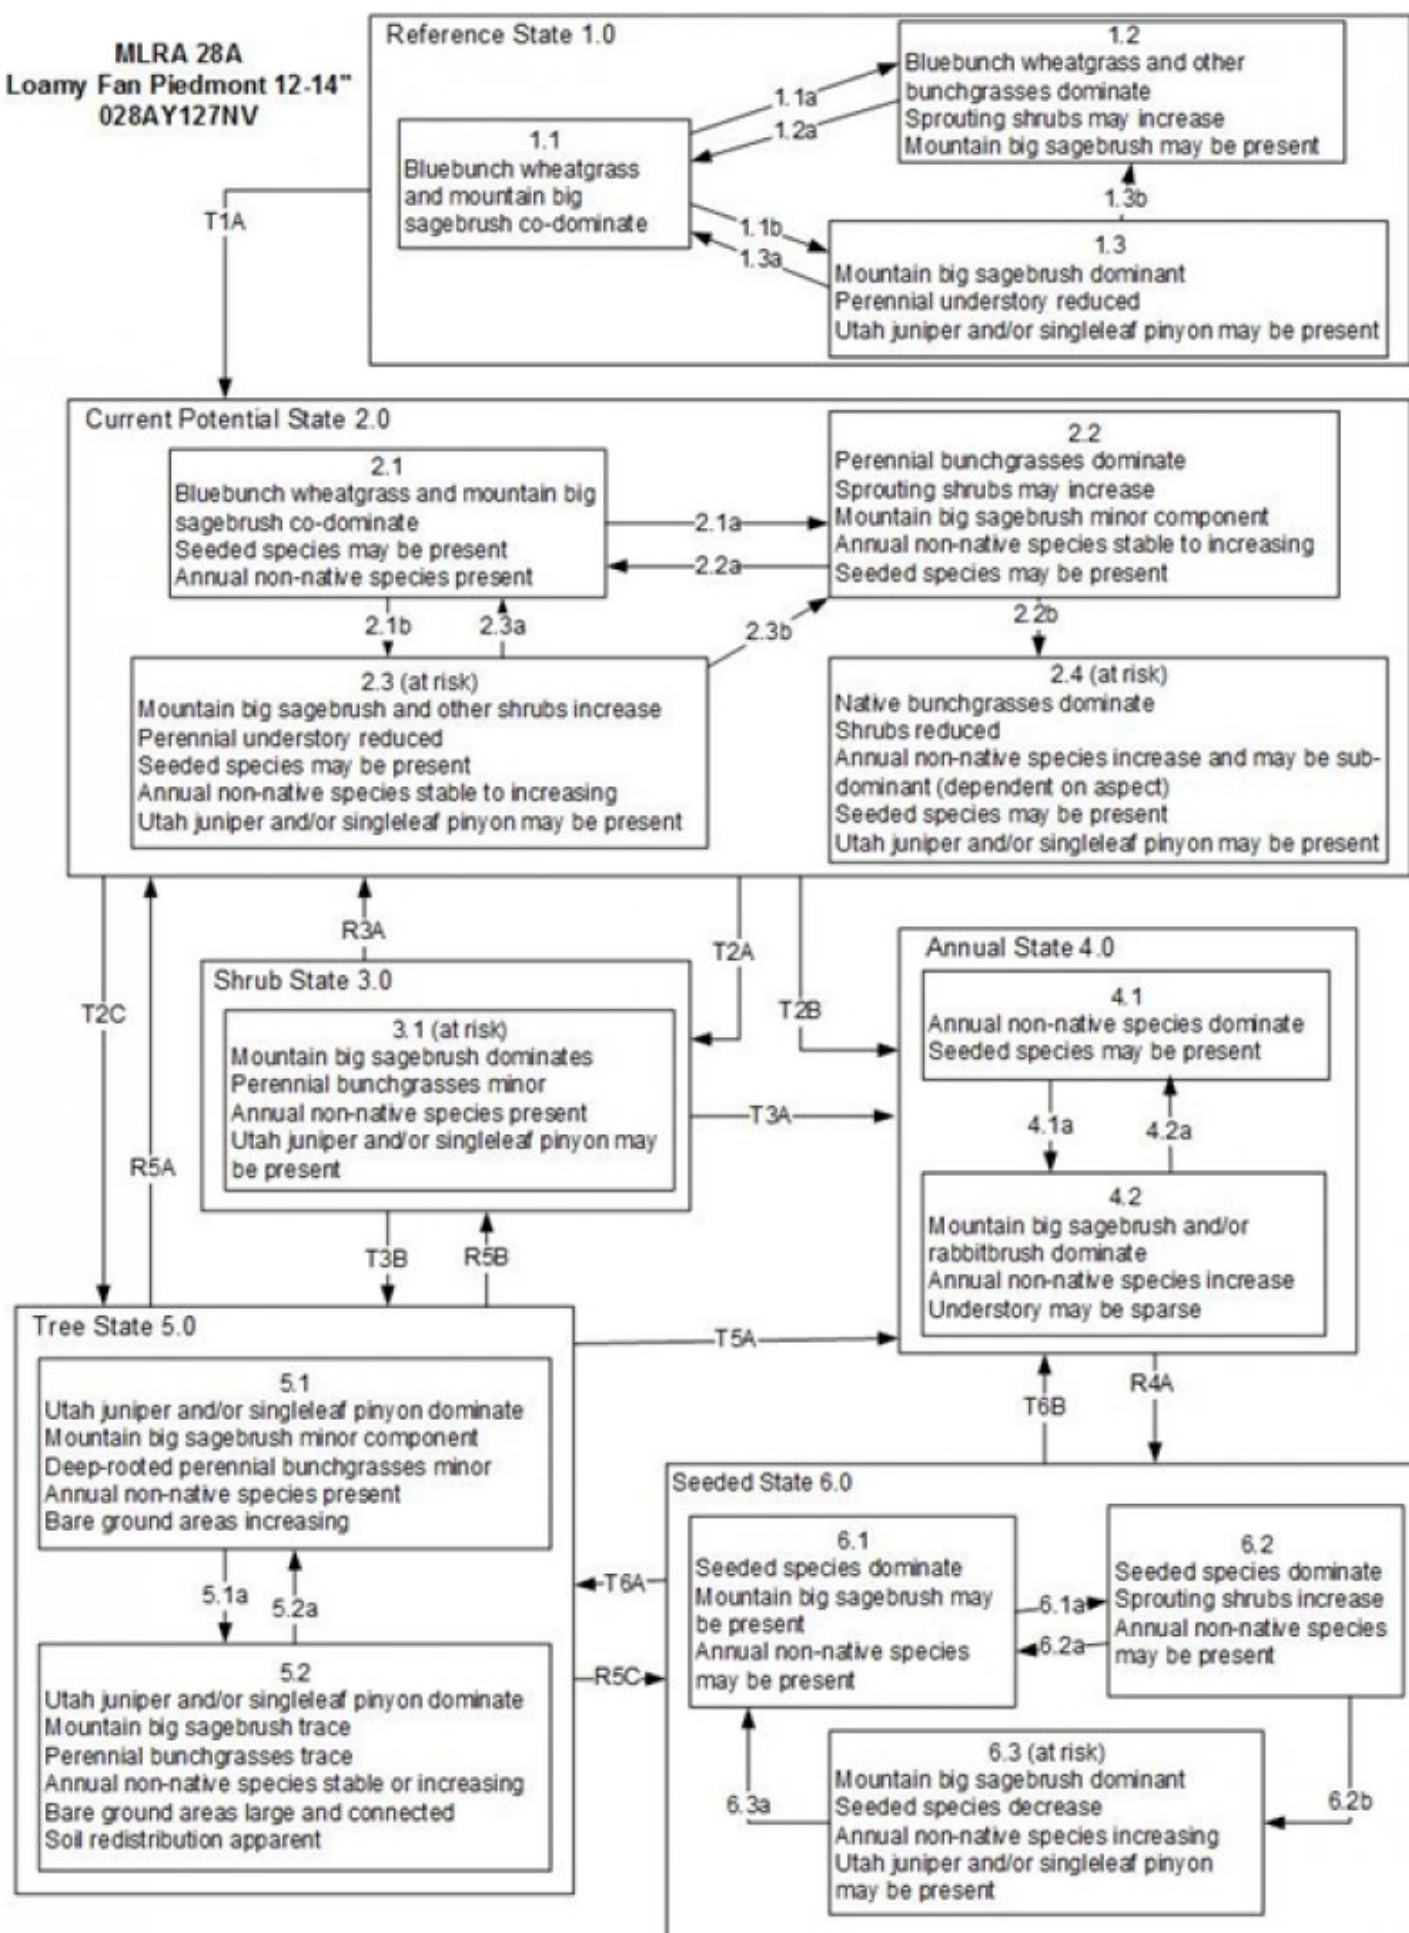 MLRA 28A
Loamy Fan Piedmont 12-14"
028AY127NV
Reference State 1.0
1.1
Bluebunch wheatgrass
and mountain big
sagebrush co-dominate
1.1a
1.2a
1.2
Bluebunch wheatgrass and other
bunchgrasses dominate
Sprouting shrubs may increase
Mountain big sagebrush may be present
1.3b
1.1b
1.3a
1.3
Mountain big sagebrush dominant
Perennial understory reduced
Utah juniper and/or singleleaf pinyon may be present
T1A
Current Potential State 2.0
2.1
Bluebunch wheatgrass and mountain big
sagebrush co-dominate
Seeded species may be present
Annual non-native species present
2.1a
2.2a
2.2
Perennial bunchgrasses dominate
Sprouting shrubs may increase
Mountain big sagebrush minor component
Annual non-native species stable to increasing
Seeded species may be present
2.1b
2.3a
2.3b
2.2b
2.3 (at risk)
Mountain big sagebrush and other shrubs increase
Perennial understory reduced
Seeded species may be present
Annual non-native species stable to increasing
Utah juniper and/or singleleaf pinyon may be present
2.4 (at risk)
Native bunchgrasses dominate
Shrubs reduced
Annual non-native species increase and may be sub-
dominant (dependent on aspect)
Seeded species may be present
Utah juniper and/or singleleaf pinyon may be present
T2C
R5A
R3A
T2A
T2B
Shrub State 3.0
3.1 (at risk)
Mountain big sagebrush dominates
Perennial bunchgrasses minor
Annual non-native species present
Utah juniper and/or singleleaf pinyon may
be present
T3A
T3B
R5B
Annual State 4.0
4.1
Annual non-native species dominate
Seeded species may be present
4.1a
4.2a
4.2
Mountain big sagebrush and/or
rabbitbrush dominate
Annual non-native species increase
Understory may be sparse
T5A
T6B
R4A
Tree State 5.0
5.1
Utah juniper and/or singleleaf pinyon dominate
Mountain big sagebrush minor component
Deep-rooted perennial bunchgrasses minor
Annual non-native species present
Bare ground areas increasing
5.1a
5.2a
5.2
Utah juniper and/or singleleaf pinyon dominate
Mountain big sagebrush trace
Perennial bunchgrasses trace
Annual non-native species stable or increasing
Bare ground areas large and connected
Soil redistribution apparent
T6A
R5C
Seeded State 6.0
6.1
Seeded species dominate
Mountain big sagebrush may
be present
Annual non-native species
may be present
6.1a
6.2a
6.2
Seeded species dominate
Sprouting shrubs increase
Annual non-native species
may be present
6.3a
6.2b
6.3 (at risk)
Mountain big sagebrush dominant
Seeded species decrease
Annual non-native species increasing
Utah juniper and/or singleleaf pinyon
may be present